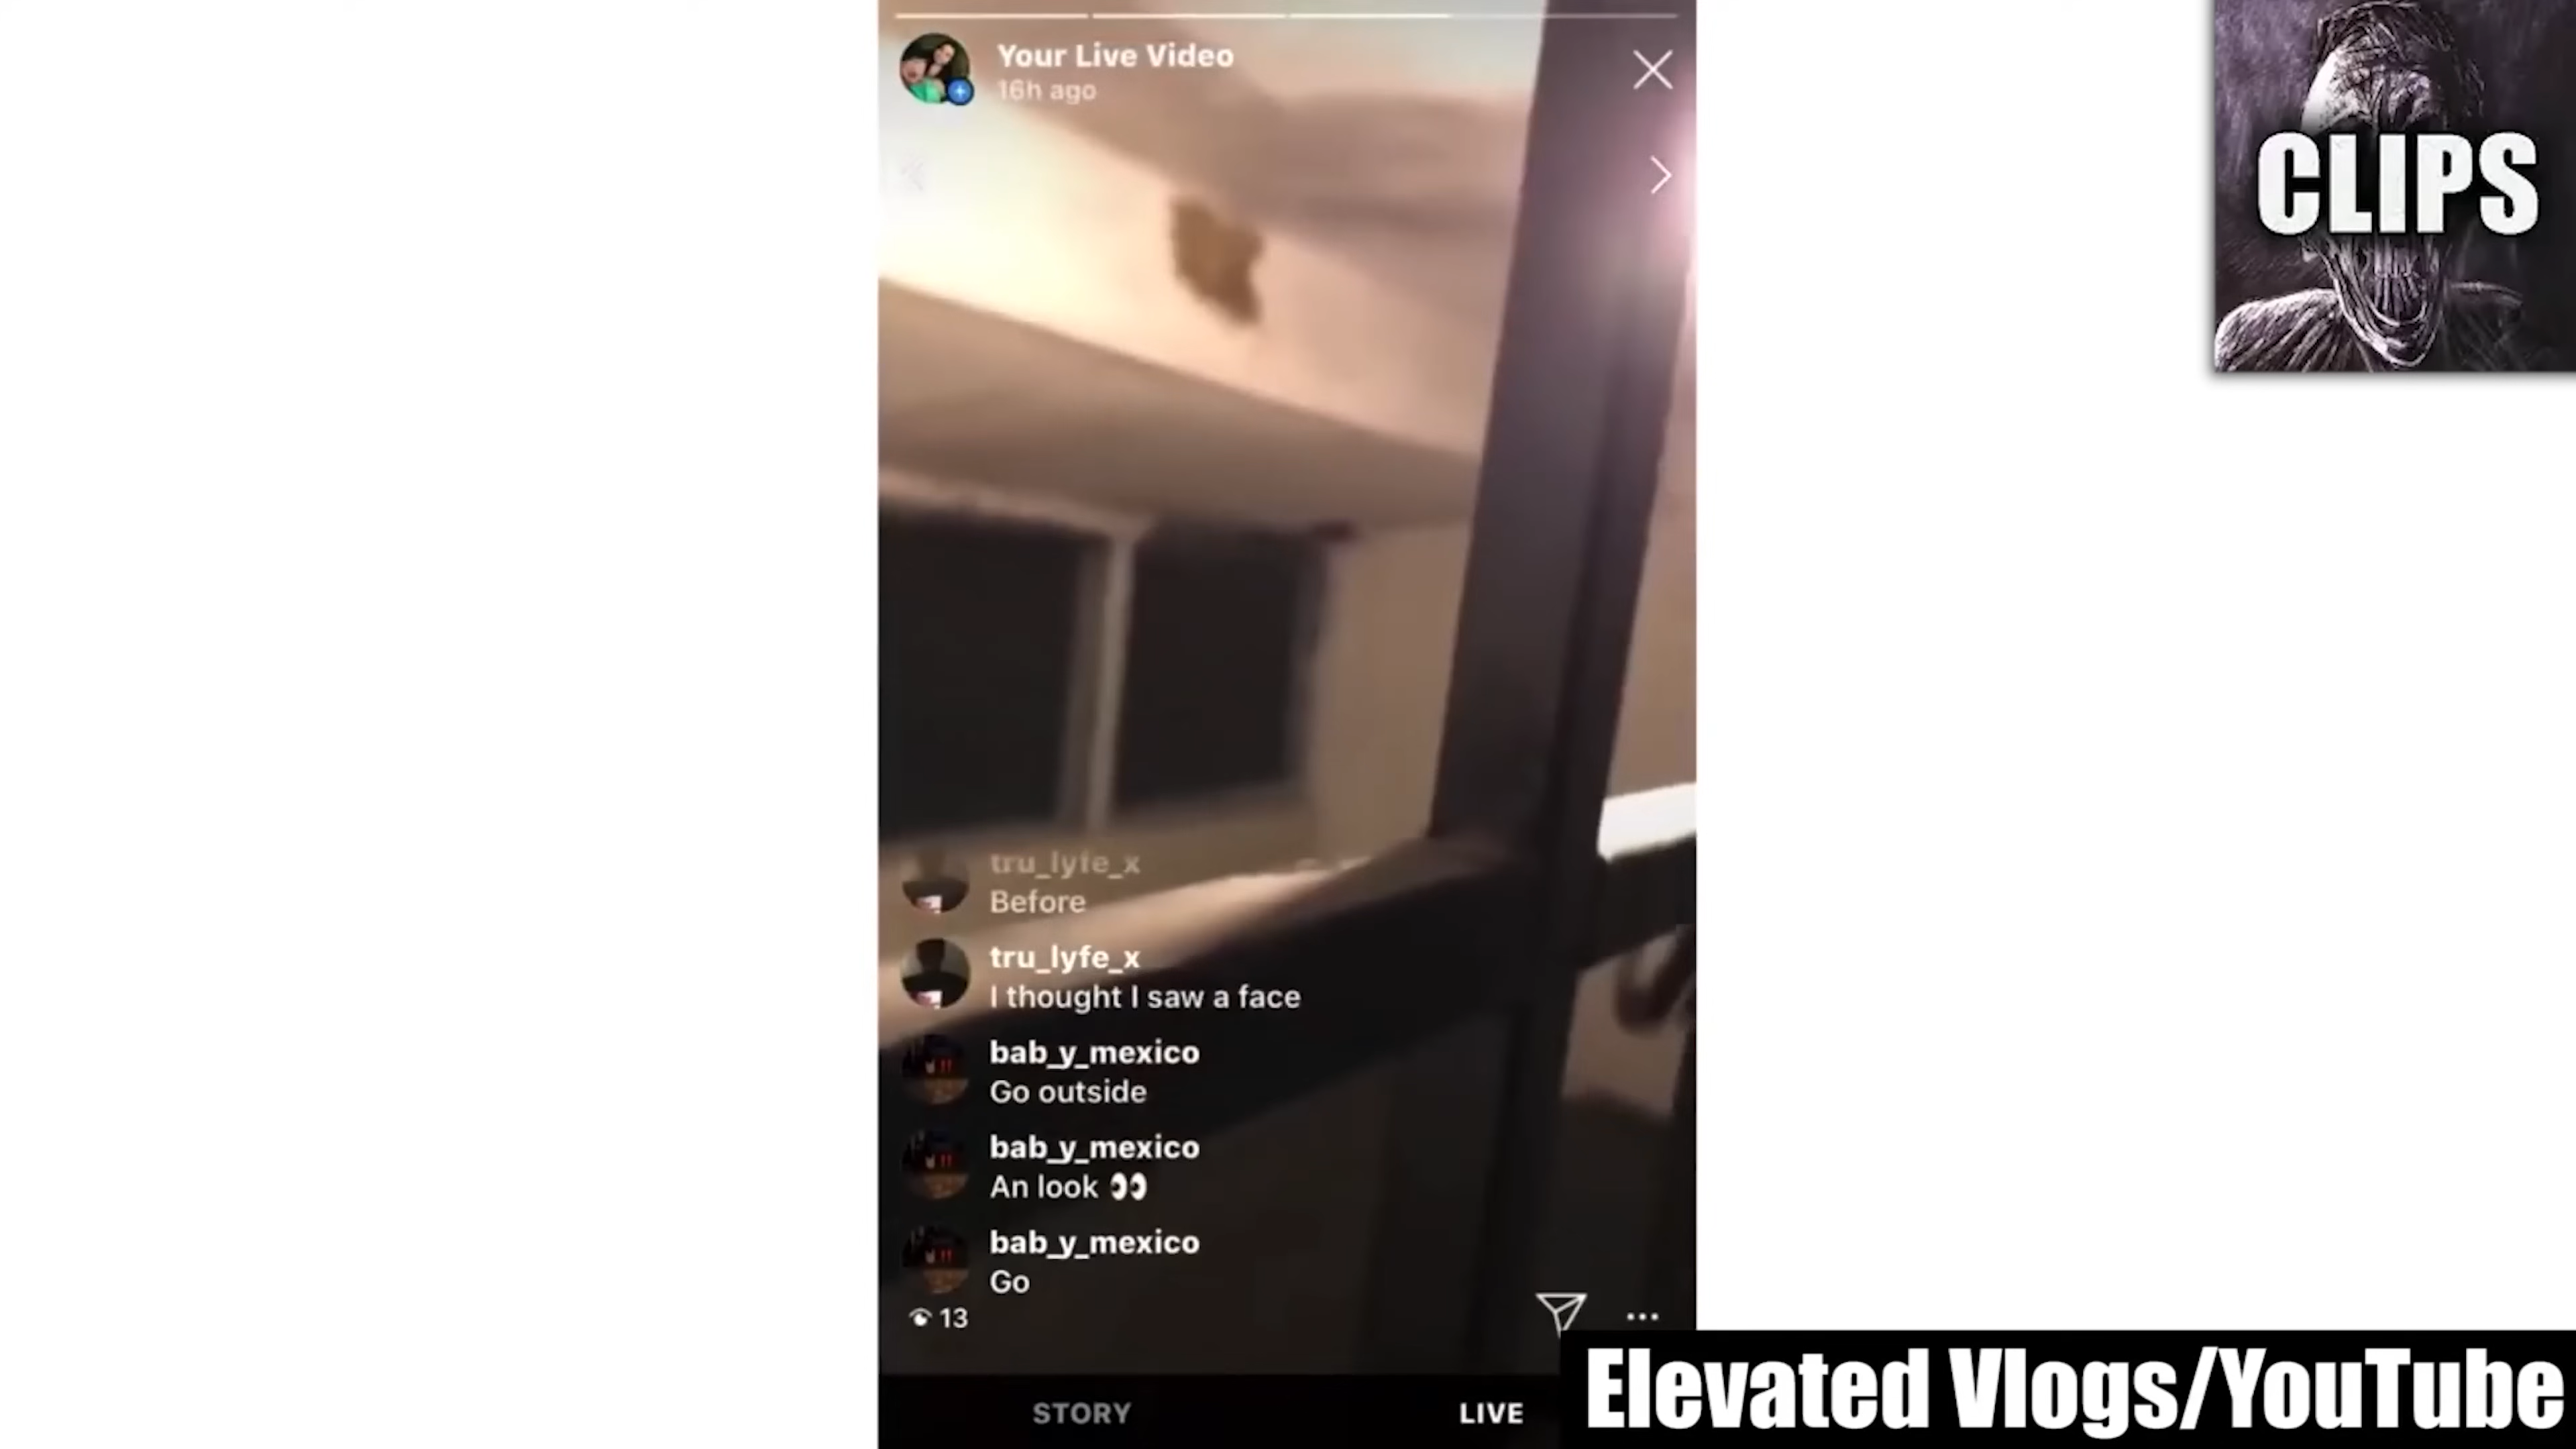 Your Live Video
16h ago
CLIPS
tru_lyfe_x
Before
tru_lyfe_x
I thought I saw a face
bab_y_mexico
Go outside
bab_y_mexico
An look 👀
bab_y_mexico
Go
13
STORY
LIVE
Elevated Vlogs/YouTube